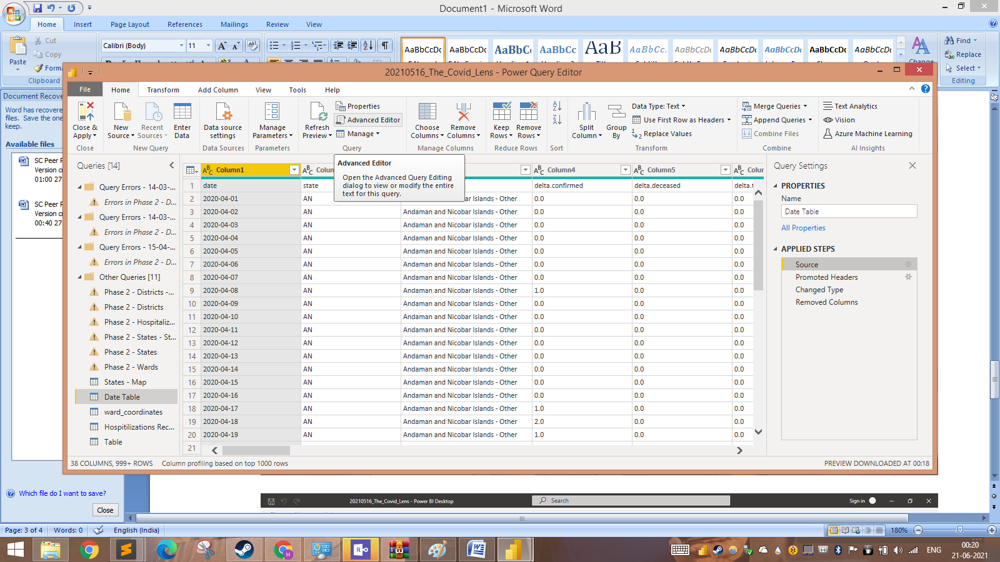 Document1 - Microsoft Word
Home Insert Page Layout References Mailings Review View
Cut
Copy
Paste
Clipboard
Calibri (Body) 11
AaBbCcDc AaBbCcDc AaBbC AaBbCc AaB AaBbCc. AaBbCcDc AaBbCcDc AaBbCcDc AaBbCcDc AaBbCcDc
Change
Find
Replace
Select
Editing
20210516_The_Covid_Lens - Power Query Editor
File Home Transform Add Column View Tools Help
Close & Apply
Close
New Source
Recent Sources
Enter Data
New Query
Data source settings
Data Sources
Manage Parameters
Parameters
Refresh Preview
Properties
Advanced Editor
Manage
Query
Choose Columns
Remove Columns
Manage Columns
Keep Rows
Remove Rows
Reduce Rows
Sort
Split Column
Group By
Data Type: Text
Use First Row as Headers
Replace Values
Transform
Merge Queries
Append Queries
Combine Files
Combine
Text Analytics
Vision
Azure Machine Learning
AI Insights
Advanced Editor
Open the Advanced Query Editing
dialog to view or modify the entire
text for this query.
Document Recove
Word has recovere
files. Save the one
keep.
Available files
SC Peer F
Version cr
01:00 27
SC Peer F
Version cr
00:40 27
Which file do I want to save?
Close
Queries [14]
Query Errors - 14-03-...
Errors in Phase 2 - D...
Query Errors - 14-03-...
Errors in Phase 2 - D...
Query Errors - 15-04-...
Errors in Phase 2 - D...
Other Queries [11]
Phase 2 - Districts -...
Phase 2 - Districts
Phase 2 - Hospitaliz...
Phase 2 - States - St...
Phase 2 - States
Phase 2 - Wards
States - Map
Date Table
ward_coordinates
Hospitilizations Rec...
Table
Column1 Colum Column4 Column5 Colur
1 date state delta.confirmed delta.deceased delta.t
2 2020-04-01 AN bar Islands - Other 0.0 0.0 0.0
3 2020-04-02 AN Andaman and Nicobar Islands - Other 0.0 0.0 0.0
4 2020-04-03 AN Andaman and Nicobar Islands - Other 0.0 0.0 0.0
5 2020-04-04 AN Andaman and Nicobar Islands - Other 0.0 0.0 0.0
6 2020-04-05 AN Andaman and Nicobar Islands - Other 0.0 0.0 0.0
7 2020-04-06 AN Andaman and Nicobar Islands - Other 0.0 0.0 0.0
8 2020-04-07 AN Andaman and Nicobar Islands - Other 0.0 0.0 0.0
9 2020-04-08 AN Andaman and Nicobar Islands - Other 1.0 0.0 0.0
10 2020-04-09 AN Andaman and Nicobar Islands - Other 0.0 0.0 0.0
11 2020-04-10 AN Andaman and Nicobar Islands - Other 0.0 0.0 0.0
12 2020-04-11 AN Andaman and Nicobar Islands - Other 0.0 0.0 0.0
13 2020-04-12 AN Andaman and Nicobar Islands - Other 0.0 0.0 0.0
14 2020-04-13 AN Andaman and Nicobar Islands - Other 0.0 0.0 0.0
15 2020-04-14 AN Andaman and Nicobar Islands - Other 0.0 0.0 0.0
16 2020-04-15 AN Andaman and Nicobar Islands - Other 0.0 0.0 0.0
17 2020-04-16 AN Andaman and Nicobar Islands - Other 0.0 0.0 0.0
18 2020-04-17 AN Andaman and Nicobar Islands - Other 1.0 0.0 0.0
19 2020-04-18 AN Andaman and Nicobar Islands - Other 2.0 0.0 0.0
20 2020-04-19 AN Andaman and Nicobar Islands - Other 1.0 0.0 0.0
21
Query Settings
PROPERTIES
Name
Date Table
All Properties
APPLIED STEPS
Source
Promoted Headers
Changed Type
Removed Columns
38 COLUMNS, 999+ ROWS Column profiling based on top 1000 rows PREVIEW DOWNLOADED AT 00:18
20210516_The_Covid_Lens - Power BI Desktop Search Sign in
Page: 3 of 4 Words: 0 English (India) 180%
ENG 00:20
21-06-2021